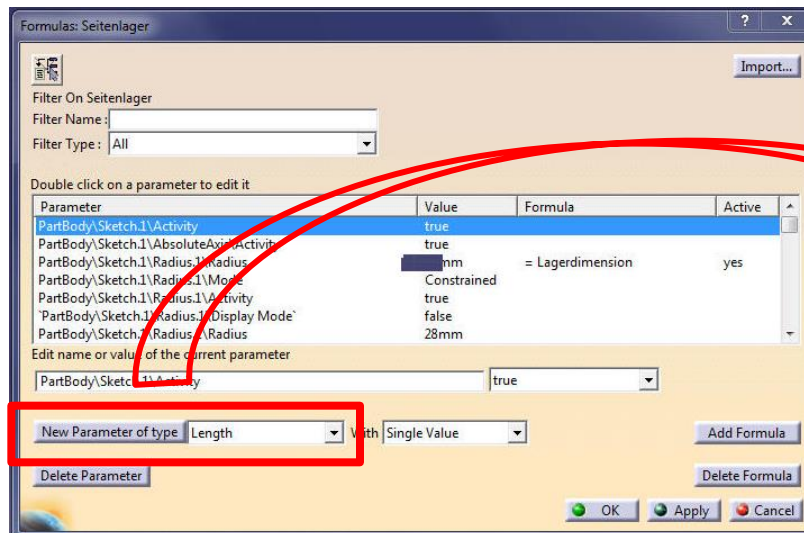 Formulas: Seitenlager
? X
Import...
Filter On Seitenlager
Filter Name :
Filter Type : All
Double click on a parameter to edit it
Parameter Value Formula Active
PartBody\Sketch.1\Activity true
PartBody\Sketch.1\AbsoluteAxis\Activity true
PartBody\Sketch.1\Radius.1\Radius mm = Lagerdimension yes
PartBody\Sketch.1\Radius.1\Mode Constrained
PartBody\Sketch.1\Radius.1\Activity true
`PartBody\Sketch.1\Radius.1\Display Mode` false
PartBody\Sketch.1\Radius.1\Radius 28mm
Edit name or value of the current parameter
PartBody\Sketch.1\Activity true
New Parameter of type Length With Single Value Add Formula
Delete Parameter Delete Formula
OK Apply Cancel